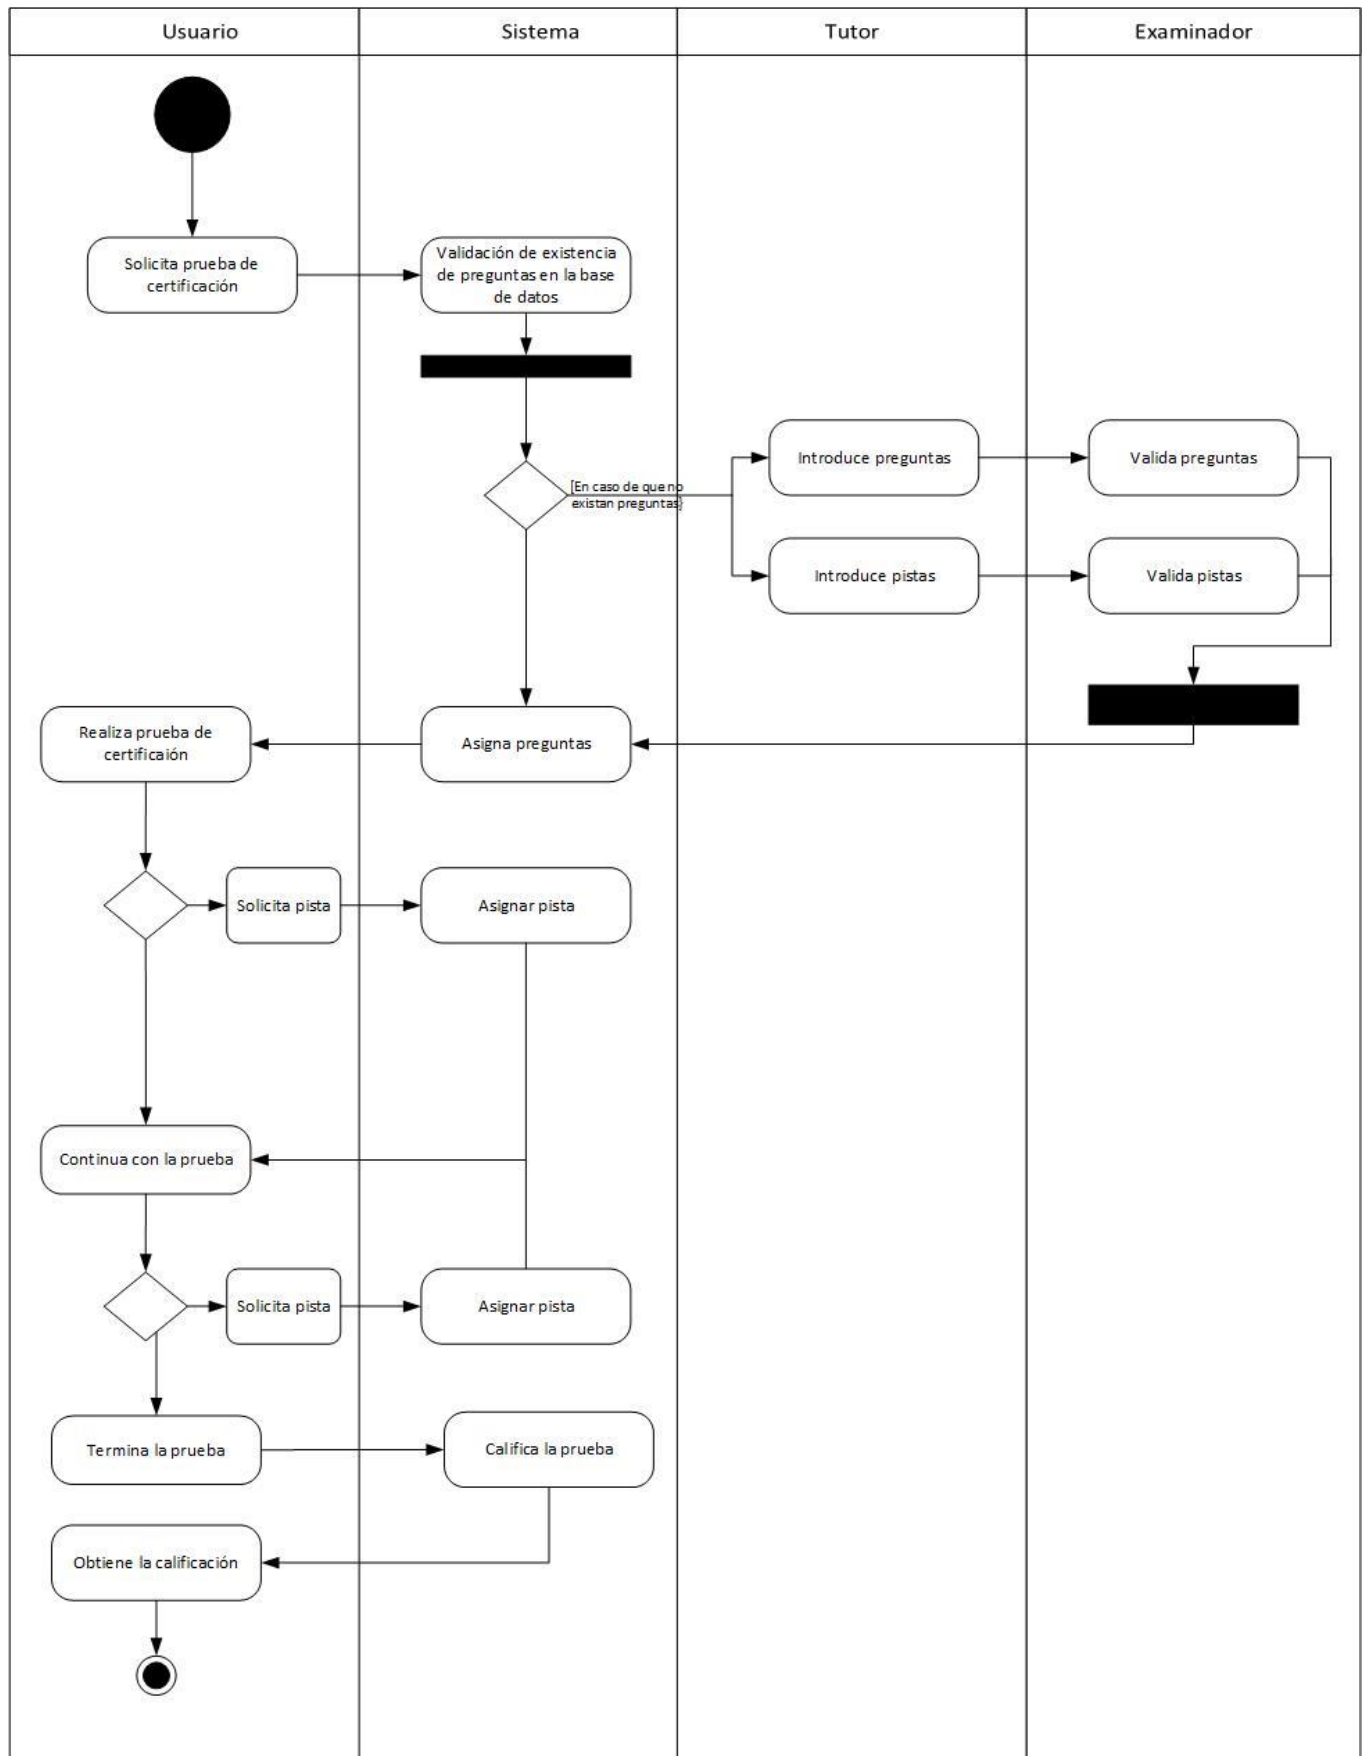 Usuario
Sistema
Tutor
Examinador
Solicita prueba de
certificación
Validación de existencia
de preguntas en la base
de datos
[En caso de que no
existan preguntas}
Introduce preguntas
Valida preguntas
Introduce pistas
Valida pistas
Realiza prueba de
certificaión
Asigna preguntas
Solicita pista
Asignar pista
Continua con la prueba
Solicita pista
Asignar pista
Termina la prueba
Califica la prueba
Obtiene la calificación